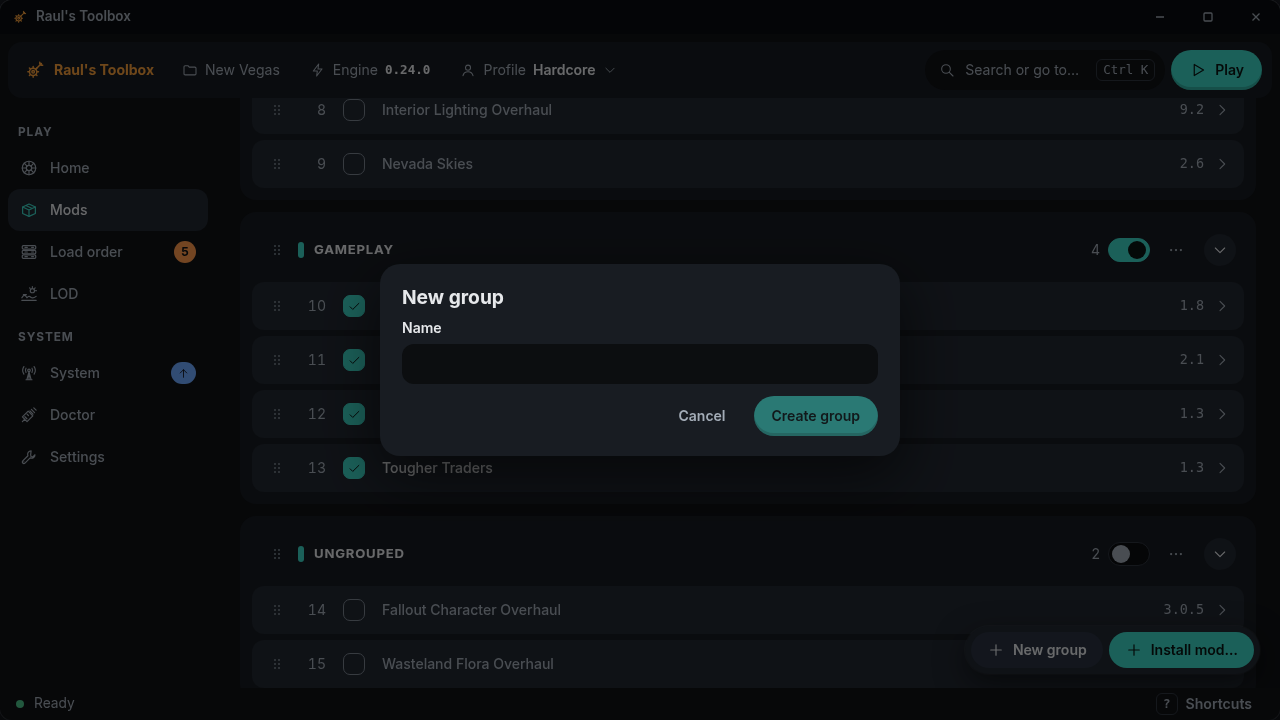 Raul's Toolbox
Raul's Toolbox New Vegas Engine 0.24.0 Profile Hardcore Search or go to... Ctrl K Play
PLAY
Home
Mods
Load order 5
LOD
SYSTEM
System
Doctor
Settings
8 Interior Lighting Overhaul 9.2
9 Nevada Skies 2.6
GAMEPLAY 4
10 1.8
11 2.1
12 1.3
13 Tougher Traders 1.3
UNGROUPED 2
14 Fallout Character Overhaul 3.0.5
15 Wasteland Flora Overhaul
New group
Name
Cancel Create group
New group Install mod...
Ready ? Shortcuts